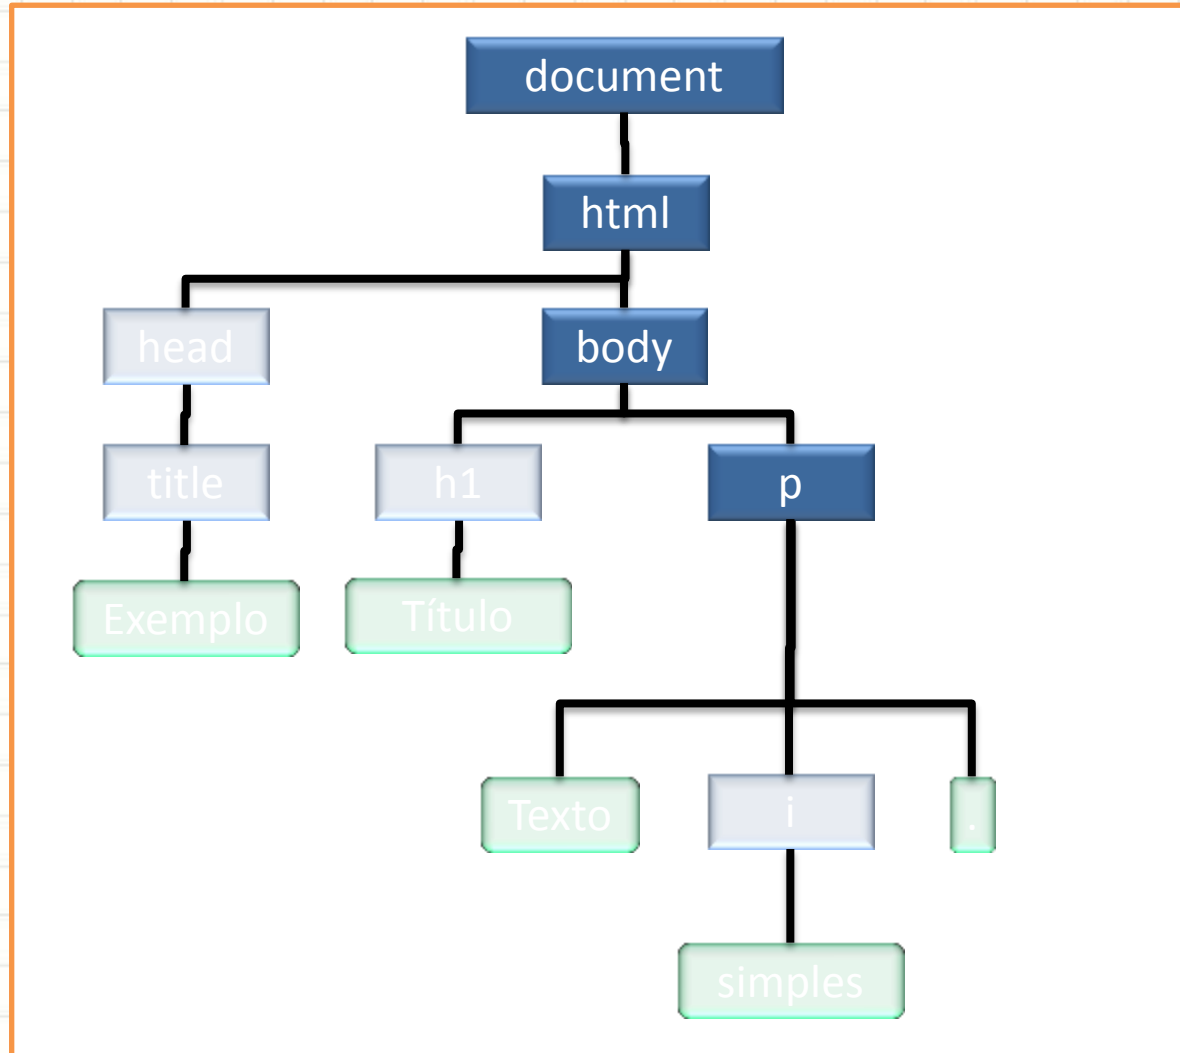 document
html
head
body
title
h1
p
Exemplo
Título
Texto
i
.
simples